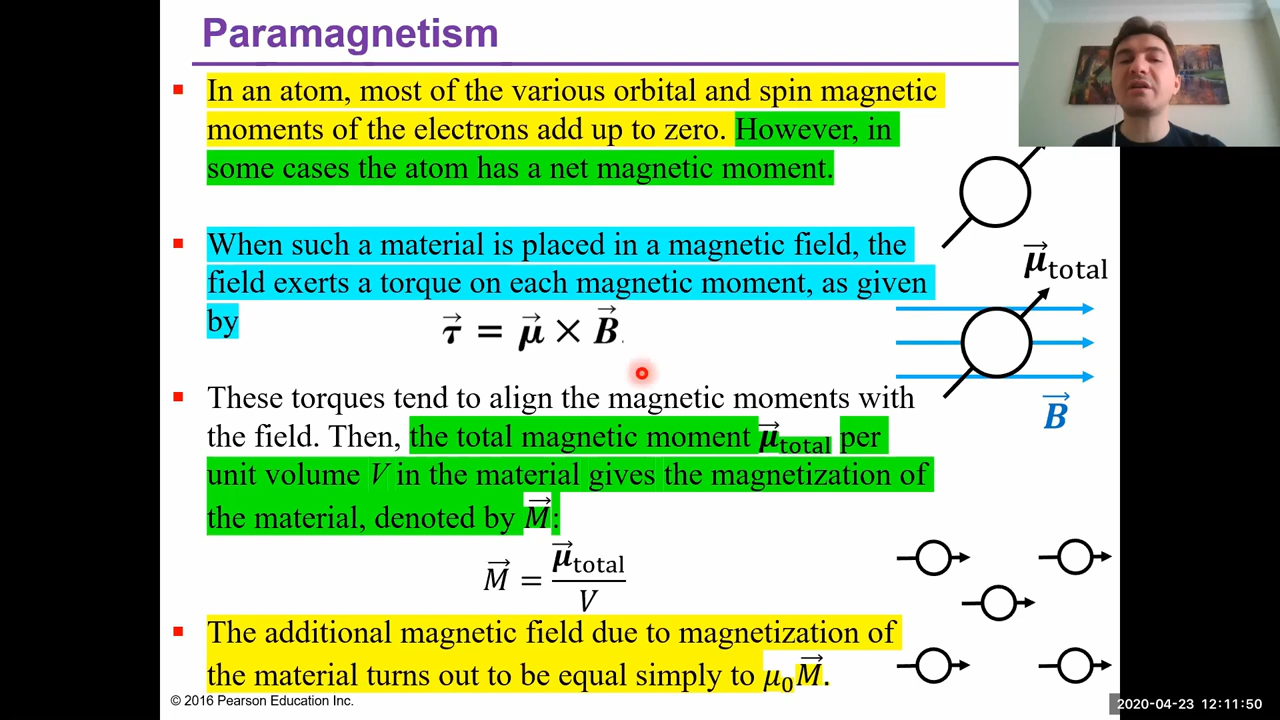 Paramagnetism
▪ In an atom, most of the various orbital and spin magnetic
moments of the electrons add up to zero. However, in
some cases the atom has a net magnetic moment.
▪ When such a material is placed in a magnetic field, the
field exerts a torque on each magnetic moment, as given
by
τ⃗ = μ⃗ × B⃗.
▪ These torques tend to align the magnetic moments with
the field. Then, the total magnetic moment μ⃗_total per
unit volume V in the material gives the magnetization of
the material, denoted by M⃗:
M⃗ = μ⃗_total / V
▪ The additional magnetic field due to magnetization of
the material turns out to be equal simply to μ₀M⃗.
μ⃗_total
B⃗
© 2016 Pearson Education Inc.
2020-04-23 12:11:50